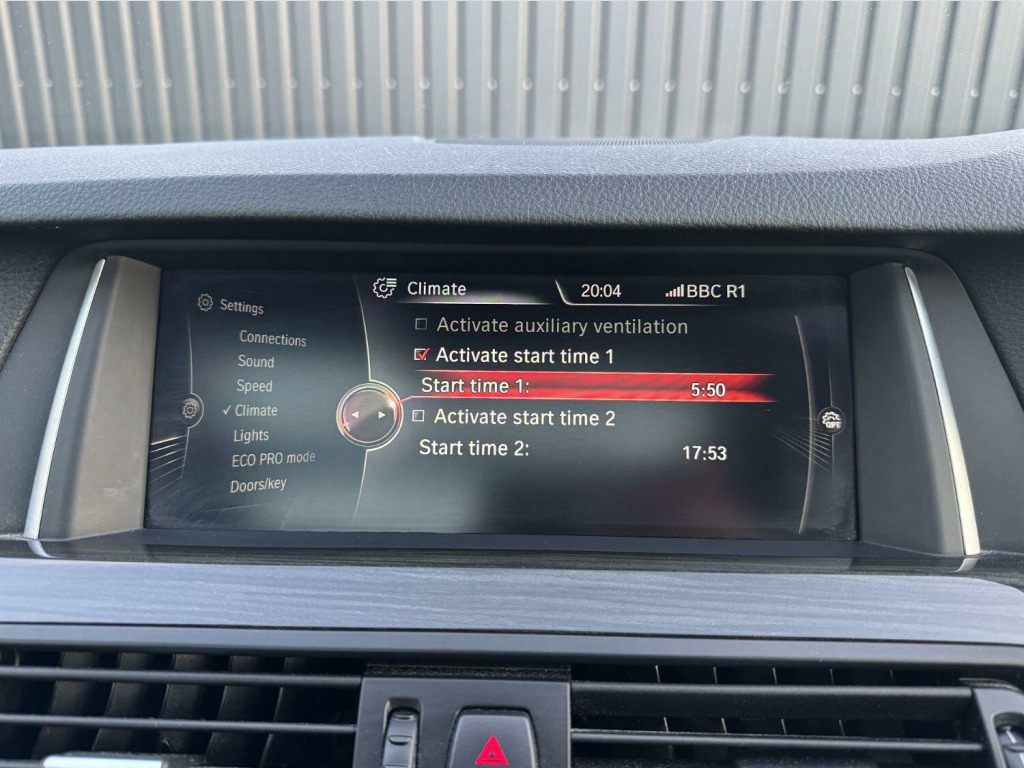 Climate
20:04
BBC R1
Settings
Connections
Sound
Speed
✓ Climate
Lights
ECO PRO mode
Doors/key
Activate auxiliary ventilation
Activate start time 1
Start time 1: 5:50
Activate start time 2
Start time 2: 17:53
OPT